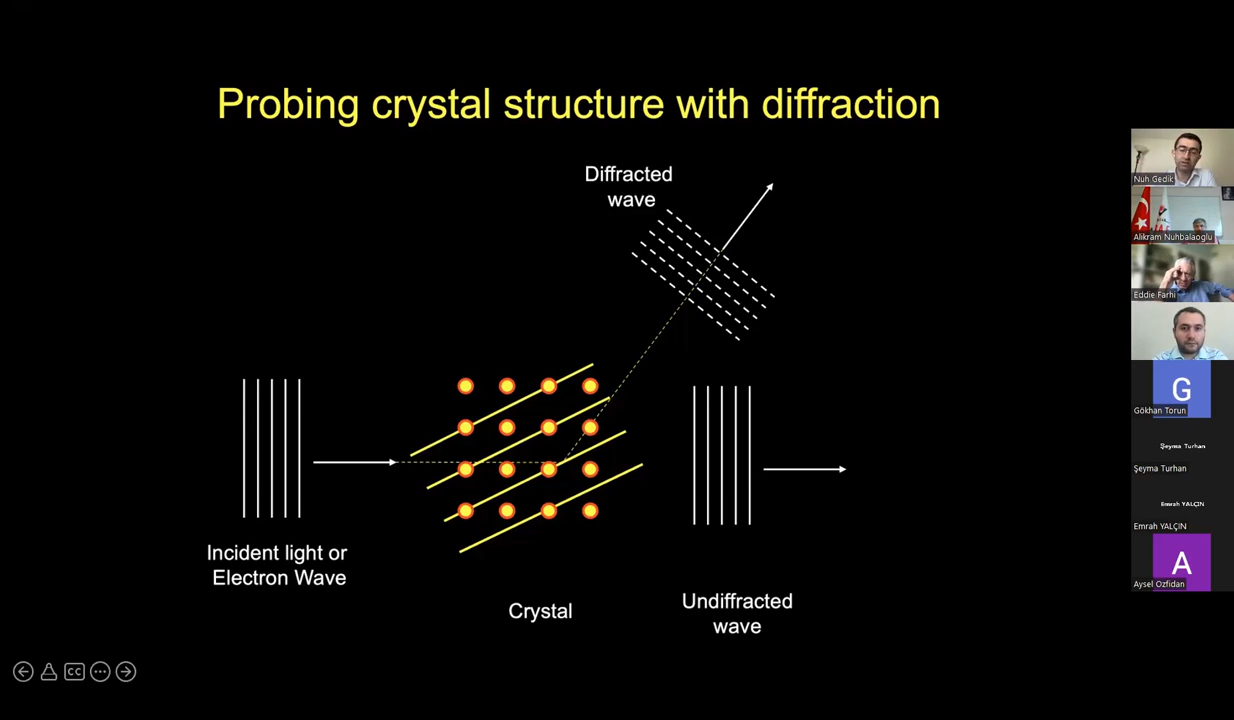 Probing crystal structure with diffraction
Diffracted
wave
Incident light or
Electron Wave
Crystal
Undiffracted
wave
Nuh Gedik
Alikram Nuhbalaoglu
Eddie Farhi
G
Gökhan Torun
Şeyma Turhan
Şeyma Turhan
Emrah YALÇIN
Emrah YALÇIN
A
Aysel Ozfidan
CC